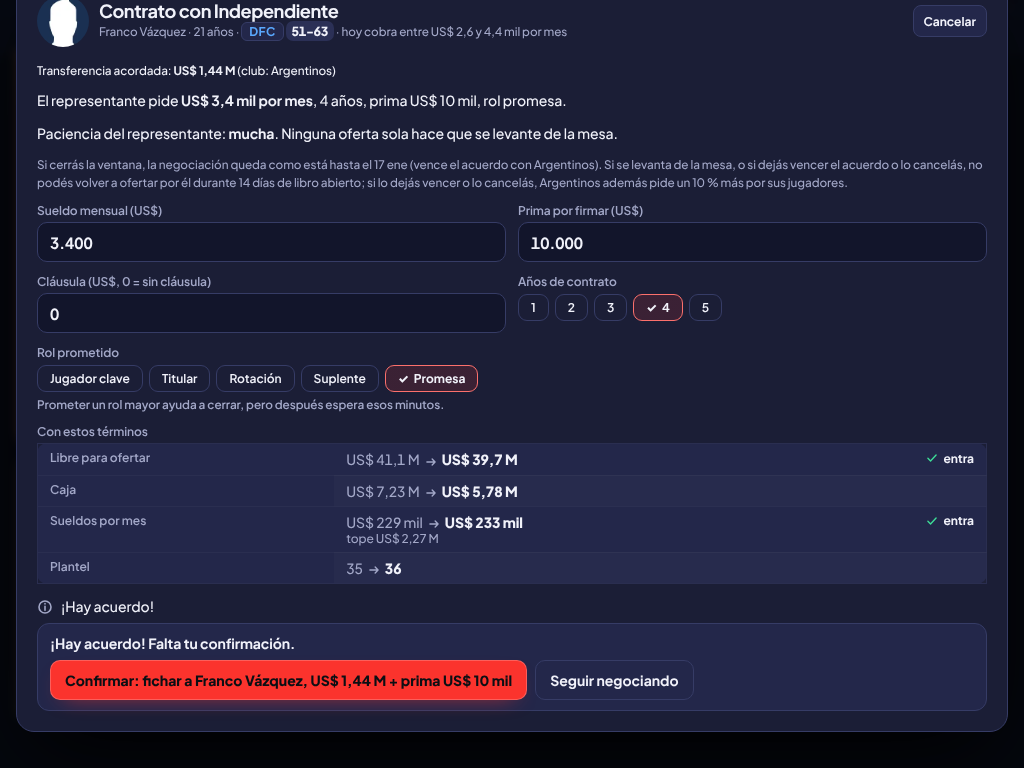 Contrato con Independiente
Cancelar
Franco Vázquez · 21 años · DFC 51–63 · hoy cobra entre US$ 2,6 y 4,4 mil por mes
Transferencia acordada: US$ 1,44 M (club: Argentinos)
El representante pide US$ 3,4 mil por mes, 4 años, prima US$ 10 mil, rol promesa.
Paciencia del representante: mucha. Ninguna oferta sola hace que se levante de la mesa.
Si cerrás la ventana, la negociación queda como está hasta el 17 ene (vence el acuerdo con Argentinos). Si se levanta de la mesa, o si dejás vencer el acuerdo o lo cancelás, no
podés volver a ofertar por él durante 14 días de libro abierto; si lo dejás vencer o lo cancelás, Argentinos además pide un 10 % más por sus jugadores.
Sueldo mensual (US$)
3.400
Prima por firmar (US$)
10.000
Cláusula (US$, 0 = sin cláusula)
0
Años de contrato
1 2 3 ✓ 4 5
Rol prometido
Jugador clave Titular Rotación Suplente ✓ Promesa
Prometer un rol mayor ayuda a cerrar, pero después espera esos minutos.
Con estos términos
Libre para ofertar US$ 41,1 M → US$ 39,7 M ✓ entra
Caja US$ 7,23 M → US$ 5,78 M
Sueldos por mes US$ 229 mil → US$ 233 mil ✓ entra
tope US$ 2,27 M
Plantel 35 → 36
¡Hay acuerdo!
¡Hay acuerdo! Falta tu confirmación.
Confirmar: fichar a Franco Vázquez, US$ 1,44 M + prima US$ 10 mil
Seguir negociando